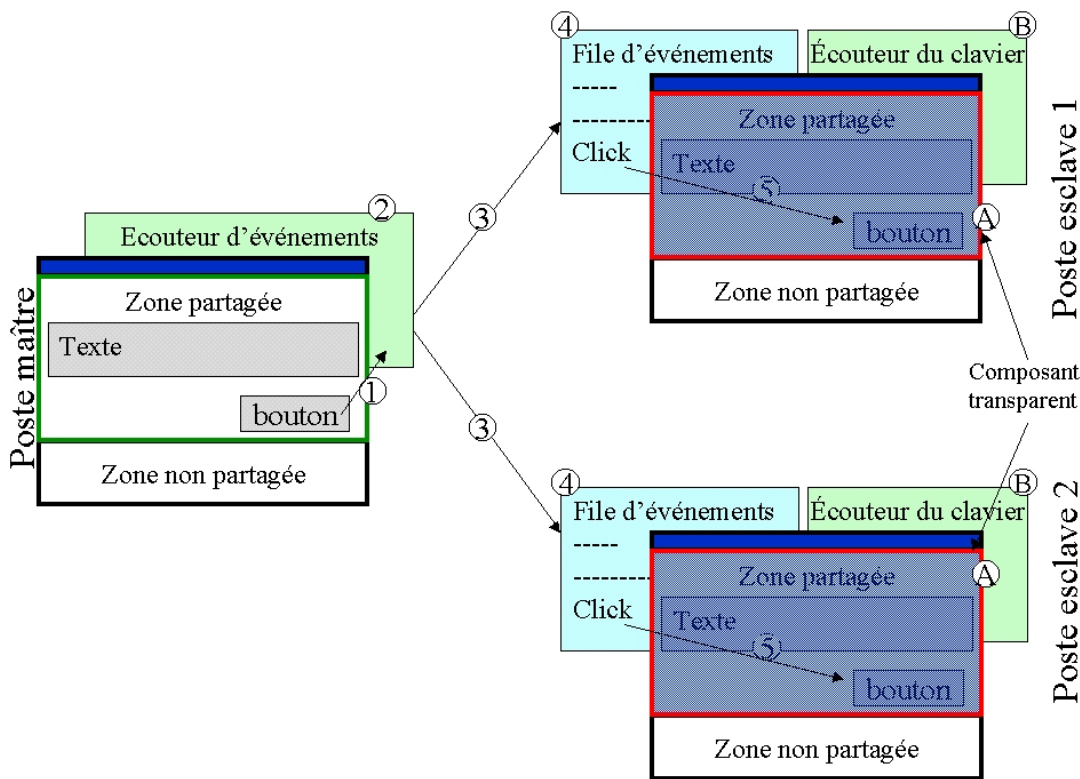 Poste maître
②
Ecouteur d’événements
Zone partagée
Texte
①
bouton
Zone non partagée
③
③
④
File d’événements
-----
---------
Click
Ⓑ
Écouteur du clavier
Zone partagée
Texte
⑤
Ⓐ
bouton
Zone non partagée
Poste esclave 1
Composant
transparent
④
File d’événements
-----
---------
Click
Ⓑ
Écouteur du clavier
Zone partagée
Ⓐ
Texte
⑤
bouton
Zone non partagée
Poste esclave 2